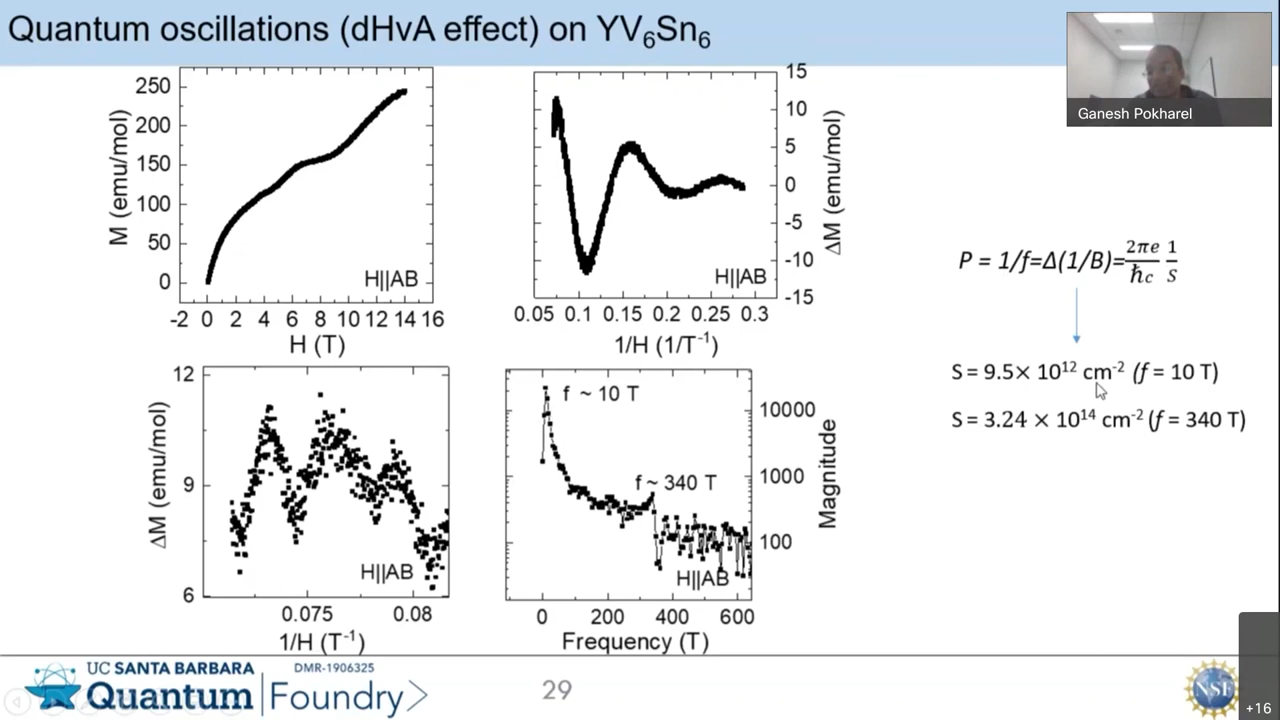 Quantum oscillations (dHvA effect) on YV₆Sn₆
Ganesh Pokharel
250
200
150
100
50
0
M (emu/mol)
H||AB
-2 0 2 4 6 8 10 12 14 16
H (T)
15
10
5
0
-5
-10
-15
ΔM (emu/mol)
H||AB
0.05 0.1 0.15 0.2 0.25 0.3
1/H (1/T⁻¹)
P = 1/f=Δ(1/B)=2πe/ħc 1/S
S = 9.5× 10¹² cm⁻² (f = 10 T)
S = 3.24 × 10¹⁴ cm⁻² (f = 340 T)
12
9
6
ΔM (emu/mol)
H||AB
0.075 0.08
1/H (T⁻¹)
f ~ 10 T
f ~ 340 T
10000
1000
100
Magnitude
H||AB
0 200 400 600
Frequency (T)
UC SANTA BARBARA
Quantum
DMR-1906325
Foundry
29
NSF
+16